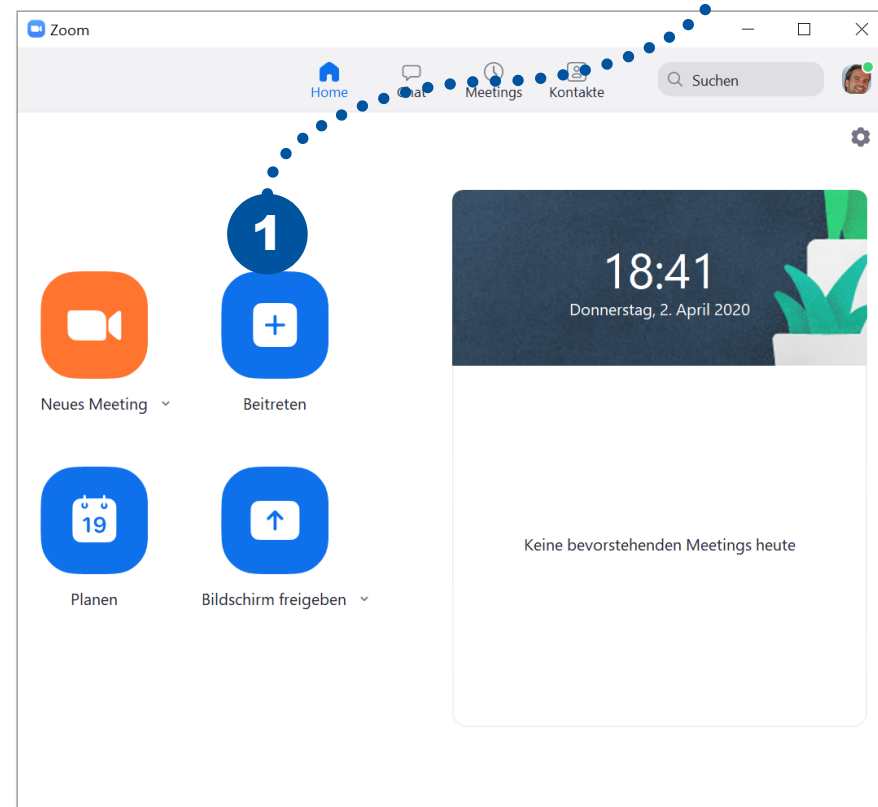 Zoom
Home
Chat
Meetings
Kontakte
Suchen
1
18:41
Donnerstag, 2. April 2020
Neues Meeting
Beitreten
19
Planen
Bildschirm freigeben
Keine bevorstehenden Meetings heute